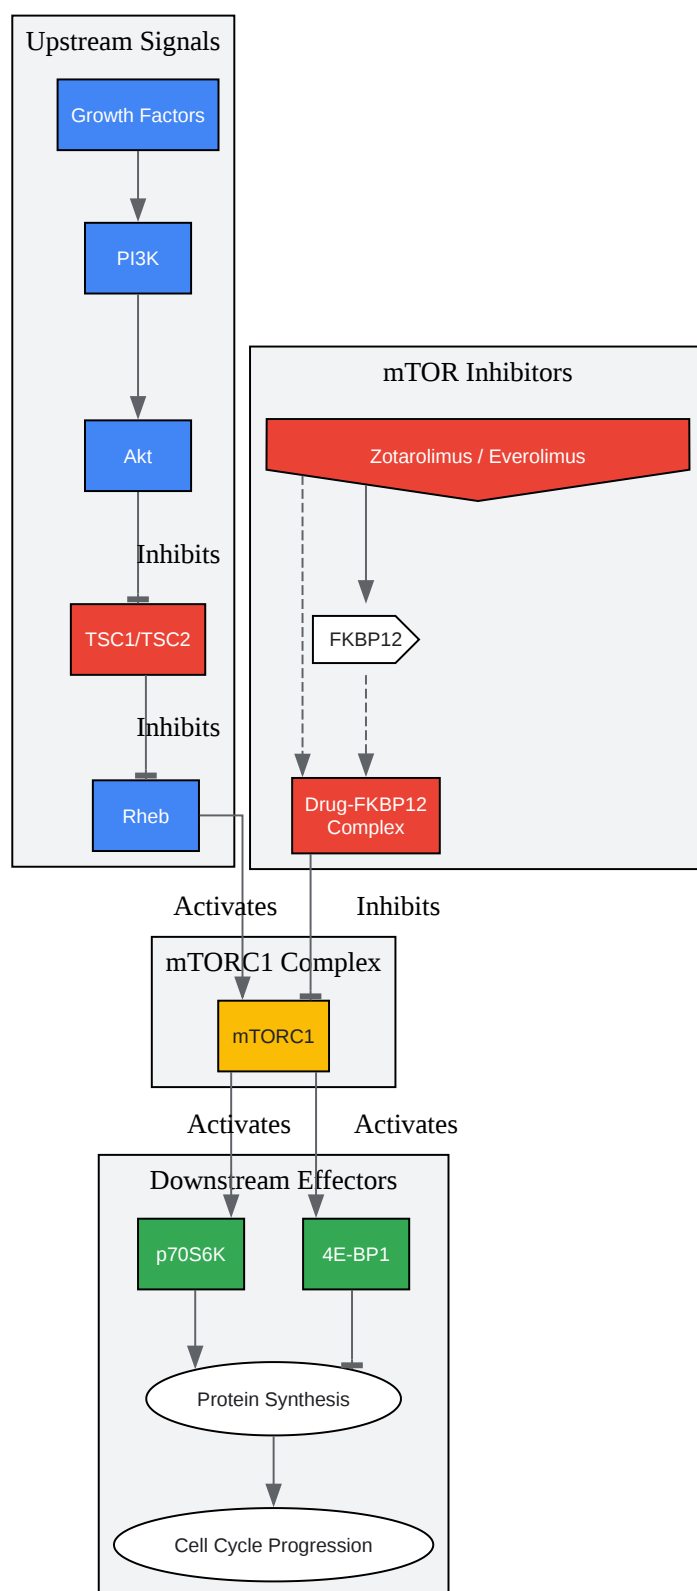 Upstream Signals
Growth Factors
PI3K
Akt
Inhibits
TSC1/TSC2
Inhibits
Rheb
mTOR Inhibitors
Zotarolimus / Everolimus
FKBP12
Drug-FKBP12
Complex
Activates
Inhibits
mTORC1 Complex
mTORC1
Activates
Activates
Downstream Effectors
p70S6K
4E-BP1
Protein Synthesis
Cell Cycle Progression